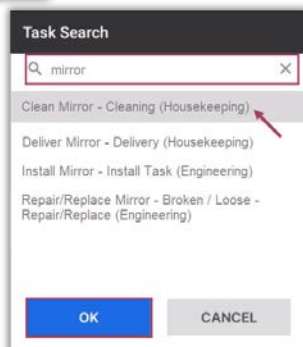 Task Search
mirror
Clean Mirror - Cleaning (Housekeeping)
Deliver Mirror - Delivery (Housekeeping)
Install Mirror - Install Task (Engineering)
Repair/Replace Mirror - Broken / Loose -
Repair/Replace (Engineering)
OK CANCEL